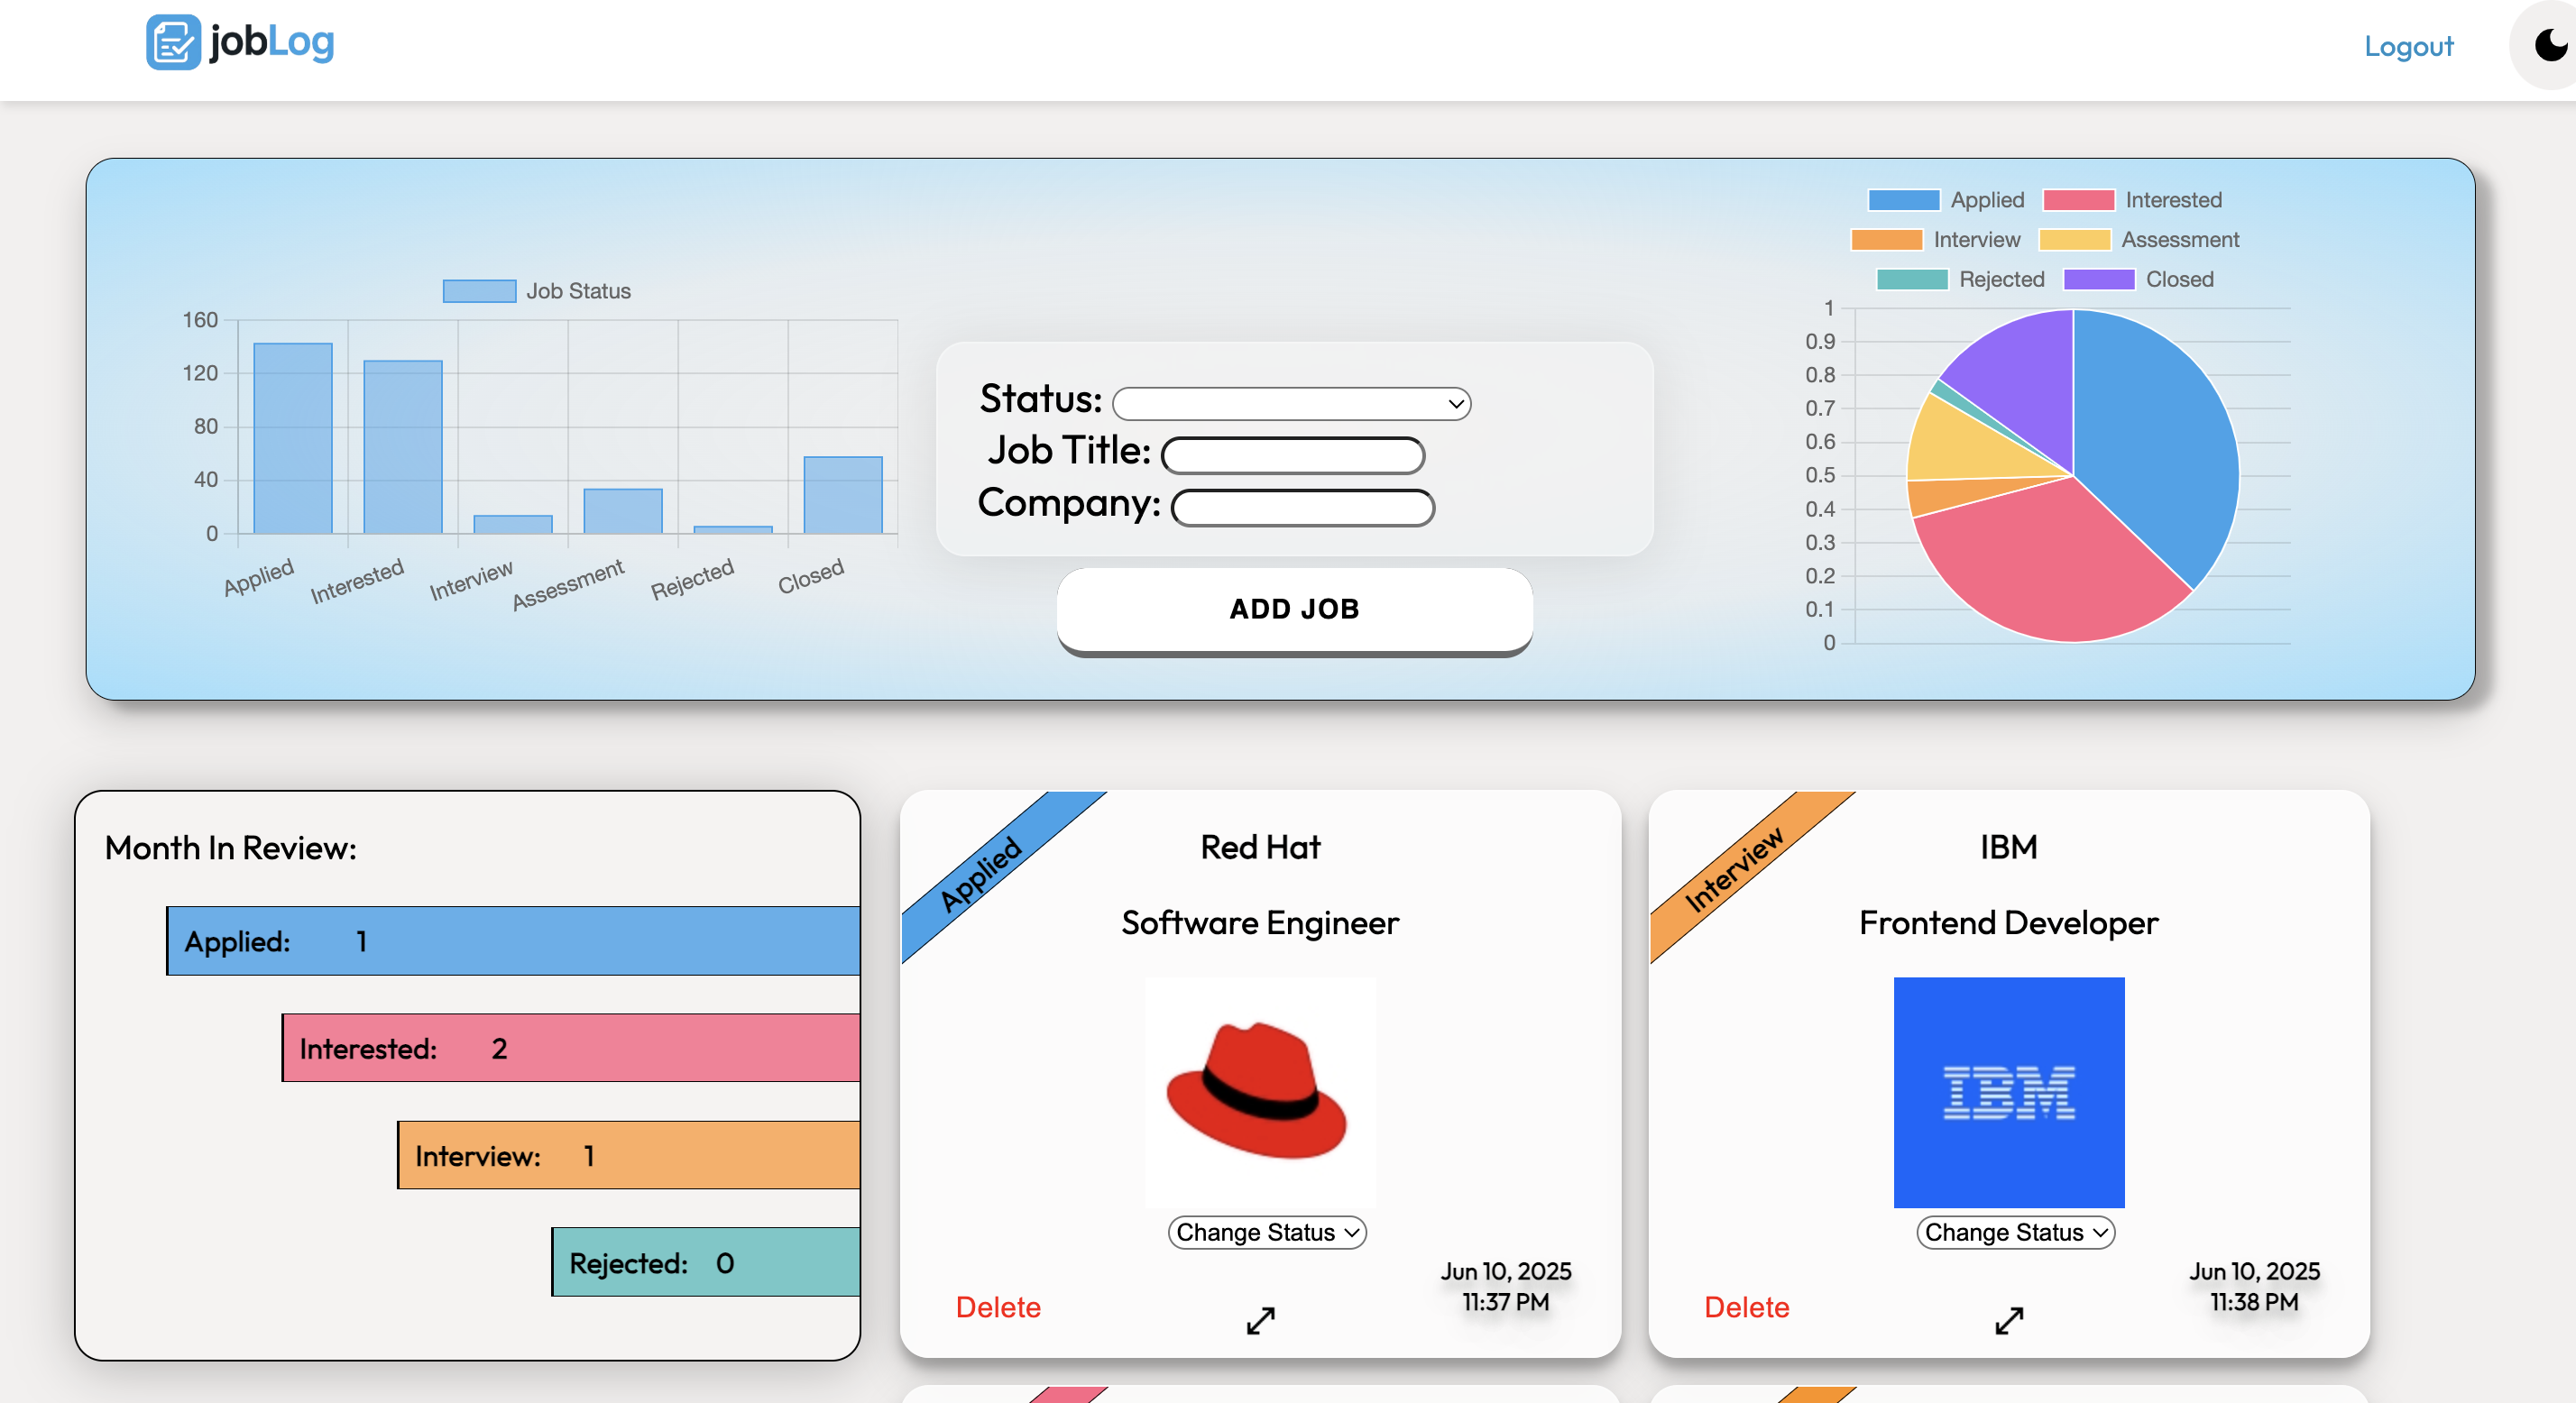 jobLog
Logout
Job Status
160
120
80
40
0
Applied
Interested
Interview
Assessment
Rejected
Closed
Status:
Job Title:
Company:
ADD JOB
Applied Interested
Interview Assessment
Rejected Closed
1
0.9
0.8
0.7
0.6
0.5
0.4
0.3
0.2
0.1
0
Month In Review:
Applied: 1
Interested: 2
Interview: 1
Rejected: 0
Applied
Red Hat
Software Engineer
Change Status
Delete
Jun 10, 2025
11:37 PM
Interview
IBM
Frontend Developer
IBM
Change Status
Delete
Jun 10, 2025
11:38 PM